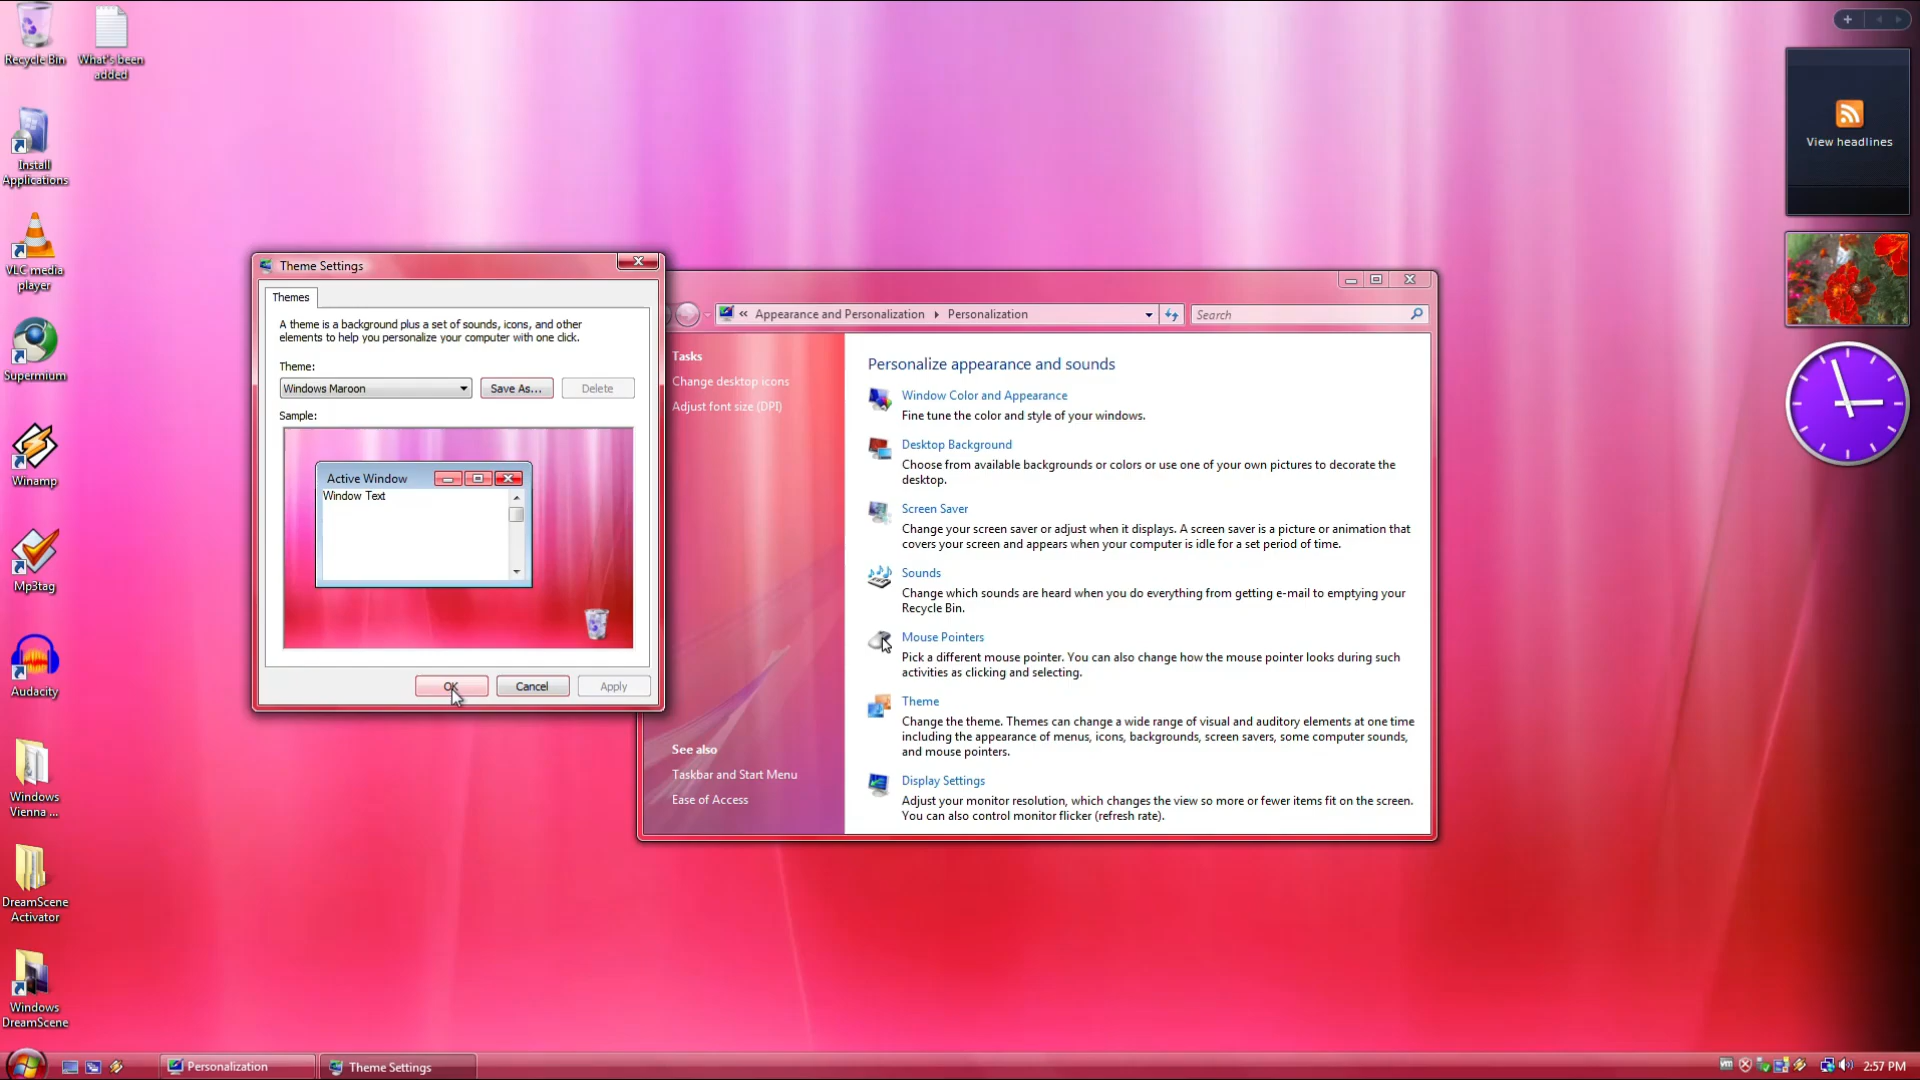 Recycle Bin
What's been
added
Install
Applications
VLC media
player
Supermium
Winamp
Mp3tag
Audacity
Windows
Vienna ...
DreamScene
Activator
Windows
DreamScene
Theme Settings
Themes
A theme is a background plus a set of sounds, icons, and other
elements to help you personalize your computer with one click.
Theme:
Windows Maroon
Save As...
Delete
Sample:
Active Window
Window Text
OK
Cancel
Apply
« Appearance and Personalization
Personalization
Search
Tasks
Change desktop icons
Adjust font size (DPI)
See also
Taskbar and Start Menu
Ease of Access
Personalize appearance and sounds
Window Color and Appearance
Fine tune the color and style of your windows.
Desktop Background
Choose from available backgrounds or colors or use one of your own pictures to decorate the
desktop.
Screen Saver
Change your screen saver or adjust when it displays. A screen saver is a picture or animation that
covers your screen and appears when your computer is idle for a set period of time.
Sounds
Change which sounds are heard when you do everything from getting e-mail to emptying your
Recycle Bin.
Mouse Pointers
Pick a different mouse pointer. You can also change how the mouse pointer looks during such
activities as clicking and selecting.
Theme
Change the theme. Themes can change a wide range of visual and auditory elements at one time
including the appearance of menus, icons, backgrounds, screen savers, some computer sounds,
and mouse pointers.
Display Settings
Adjust your monitor resolution, which changes the view so more or fewer items fit on the screen.
You can also control monitor flicker (refresh rate).
View headlines
Personalization
Theme Settings
vm
2:57 PM